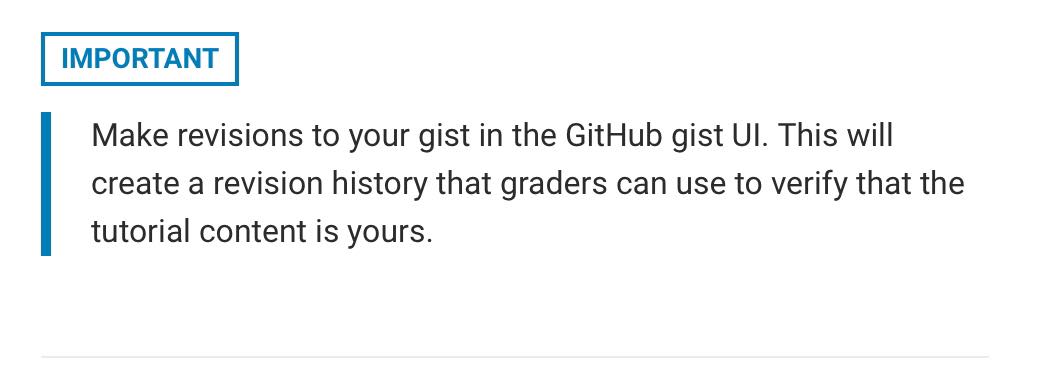 IMPORTANT
Make revisions to your gist in the GitHub gist UI. This will
create a revision history that graders can use to verify that the
tutorial content is yours.